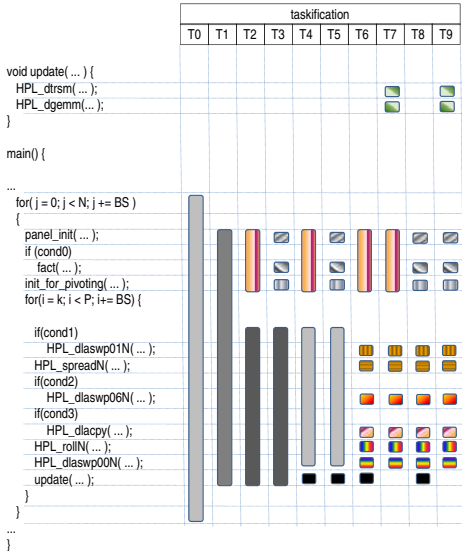 taskification
T0 T1 T2 T3 T4 T5 T6 T7 T8 T9
void update( ... ) {
HPL_dtrsm( ... );
HPL_dgemm(... );
}
main() {
...
for( j = 0; j < N; j += BS )
{
panel_init( ... );
if (cond0)
fact( ... );
init_for_pivoting( ... );
for(i = k; i < P; i+= BS) {
if(cond1)
HPL_dlaswp01N( ... );
HPL_spreadN( ... );
if(cond2)
HPL_dlaswp06N( ... );
if(cond3)
HPL_dlacpy( ... );
HPL_rollN( ... );
HPL_dlaswp00N( ... );
update( ... );
}
}
...
}